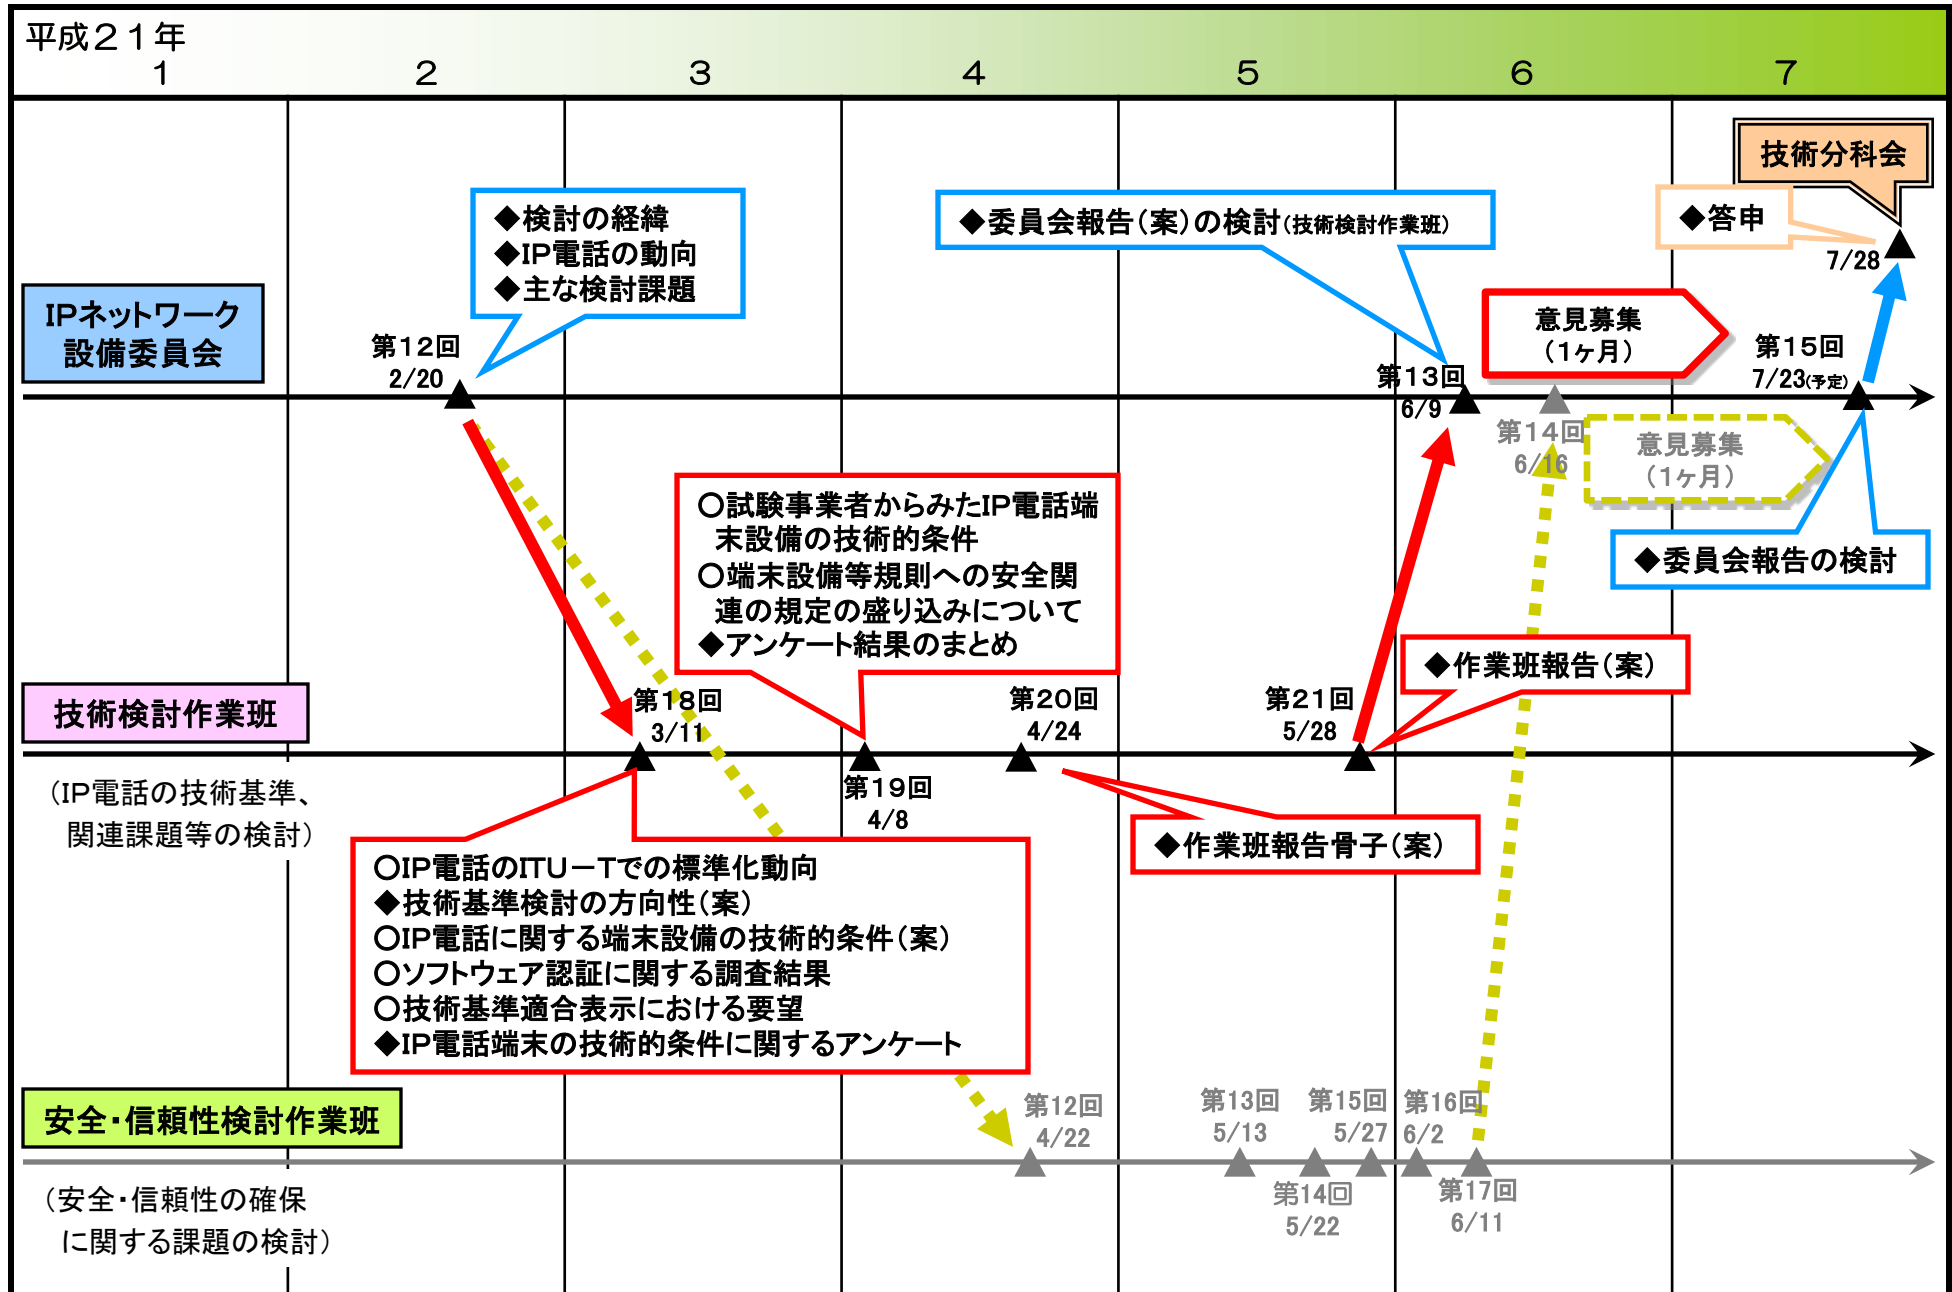 平成21年
1 2 3 4 5 6 7
技術分科会
◆答申
7/28
◆検討の経緯
◆IP電話の動向
◆主な検討課題
◆委員会報告(案)の検討(技術検討作業班)
IPネットワーク
設備委員会
第12回
2/20
第13回
6/9
意見募集
(1ヶ月)
第15回
7/23(予定)
第14回
6/16
意見募集
(1ヶ月)
◆委員会報告の検討
○試験事業者からみたIP電話端
末設備の技術的条件
○端末設備等規則への安全関
連の規定の盛り込みについて
◆アンケート結果のまとめ
◆作業班報告(案)
技術検討作業班
第18回
3/11
第20回
4/24
第21回
5/28
第19回
4/8
(IP電話の技術基準、
関連課題等の検討)
◆作業班報告骨子(案)
○IP電話のITU-Tでの標準化動向
◆技術基準検討の方向性(案)
○IP電話に関する端末設備の技術的条件(案)
○ソフトウェア認証に関する調査結果
○技術基準適合表示における要望
◆IP電話端末の技術的条件に関するアンケート
安全・信頼性検討作業班
第12回
4/22
第13回
5/13
第15回
5/27
第16回
6/2
第14回
5/22
第17回
6/11
(安全・信頼性の確保
に関する課題の検討)